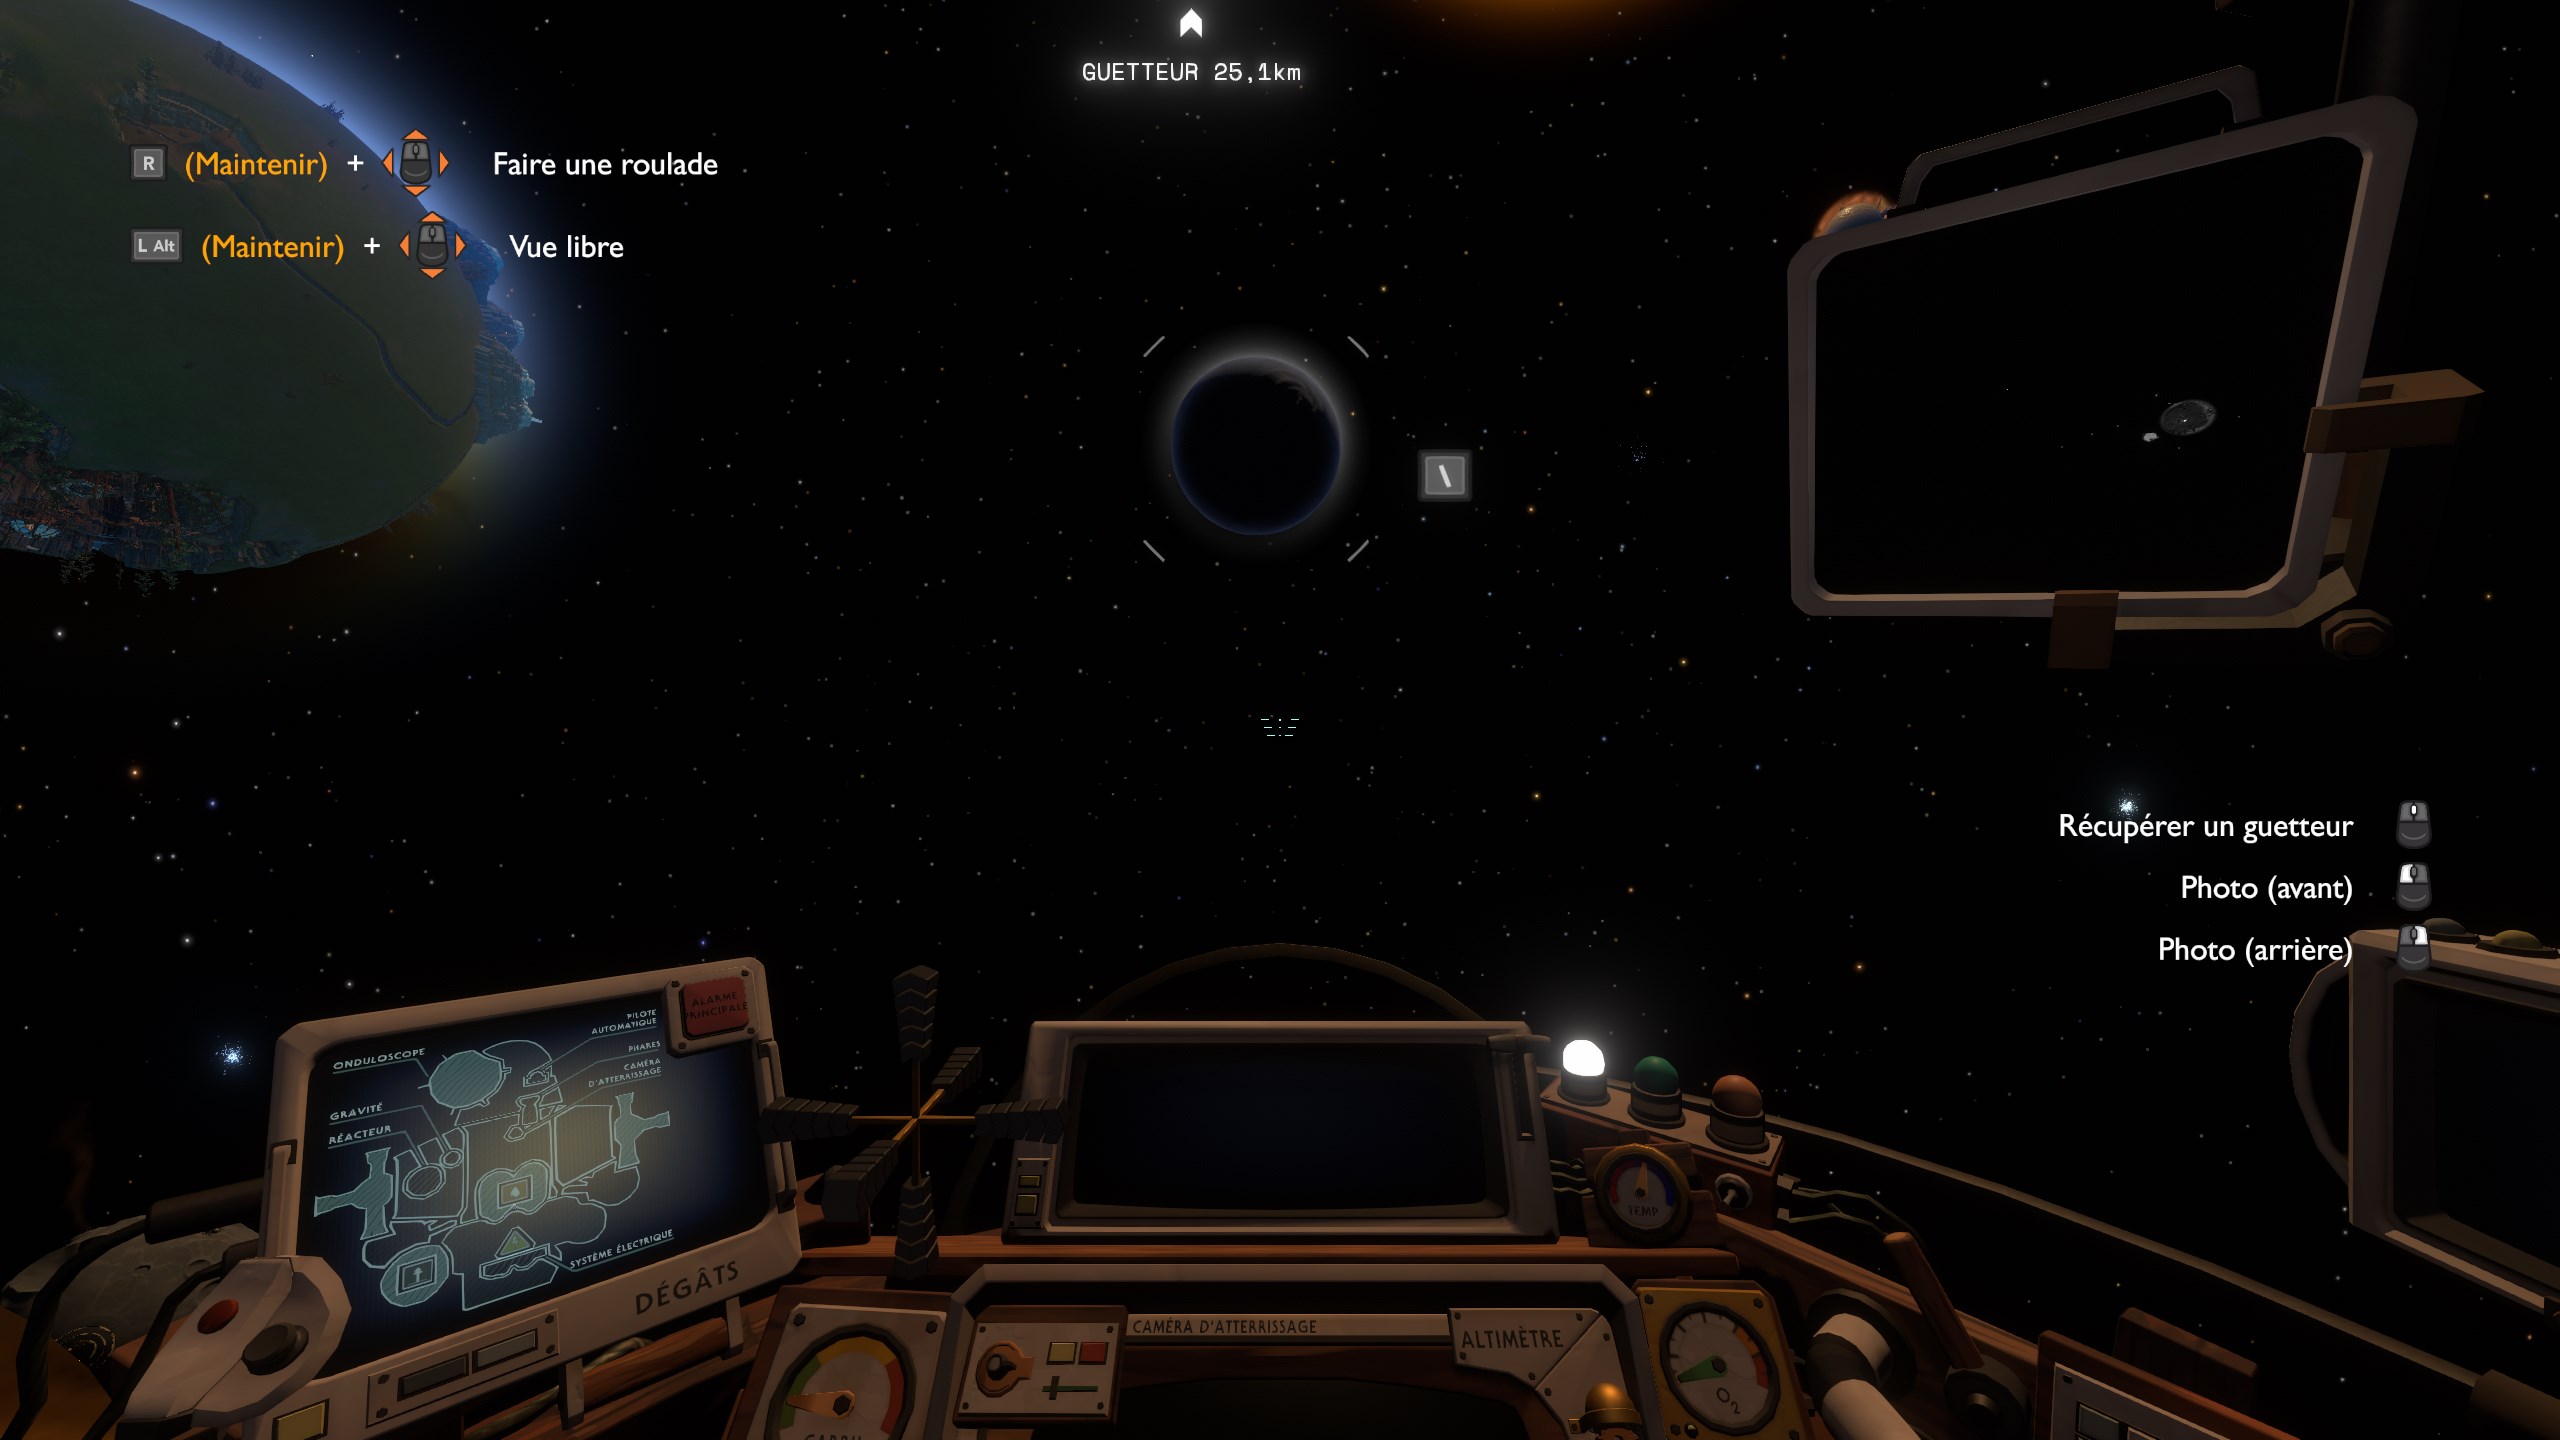 GUETTEUR 25,1km
R (Maintenir) + Faire une roulade
L Alt (Maintenir) + Vue libre
\
Récupérer un guetteur
Photo (avant)
Photo (arrière)
ALARME
PRINCIPALE
PILOTE
AUTOMATIQUE
PHARES
CAMÉRA
D'ATTERRISSAGE
ONDULOSCOPE
GRAVITÉ
RÉACTEUR
SYSTÈME ÉLECTRIQUE
DÉGÂTS
TEMP
CAMÉRA D'ATTERRISSAGE
ALTIMÈTRE
O2